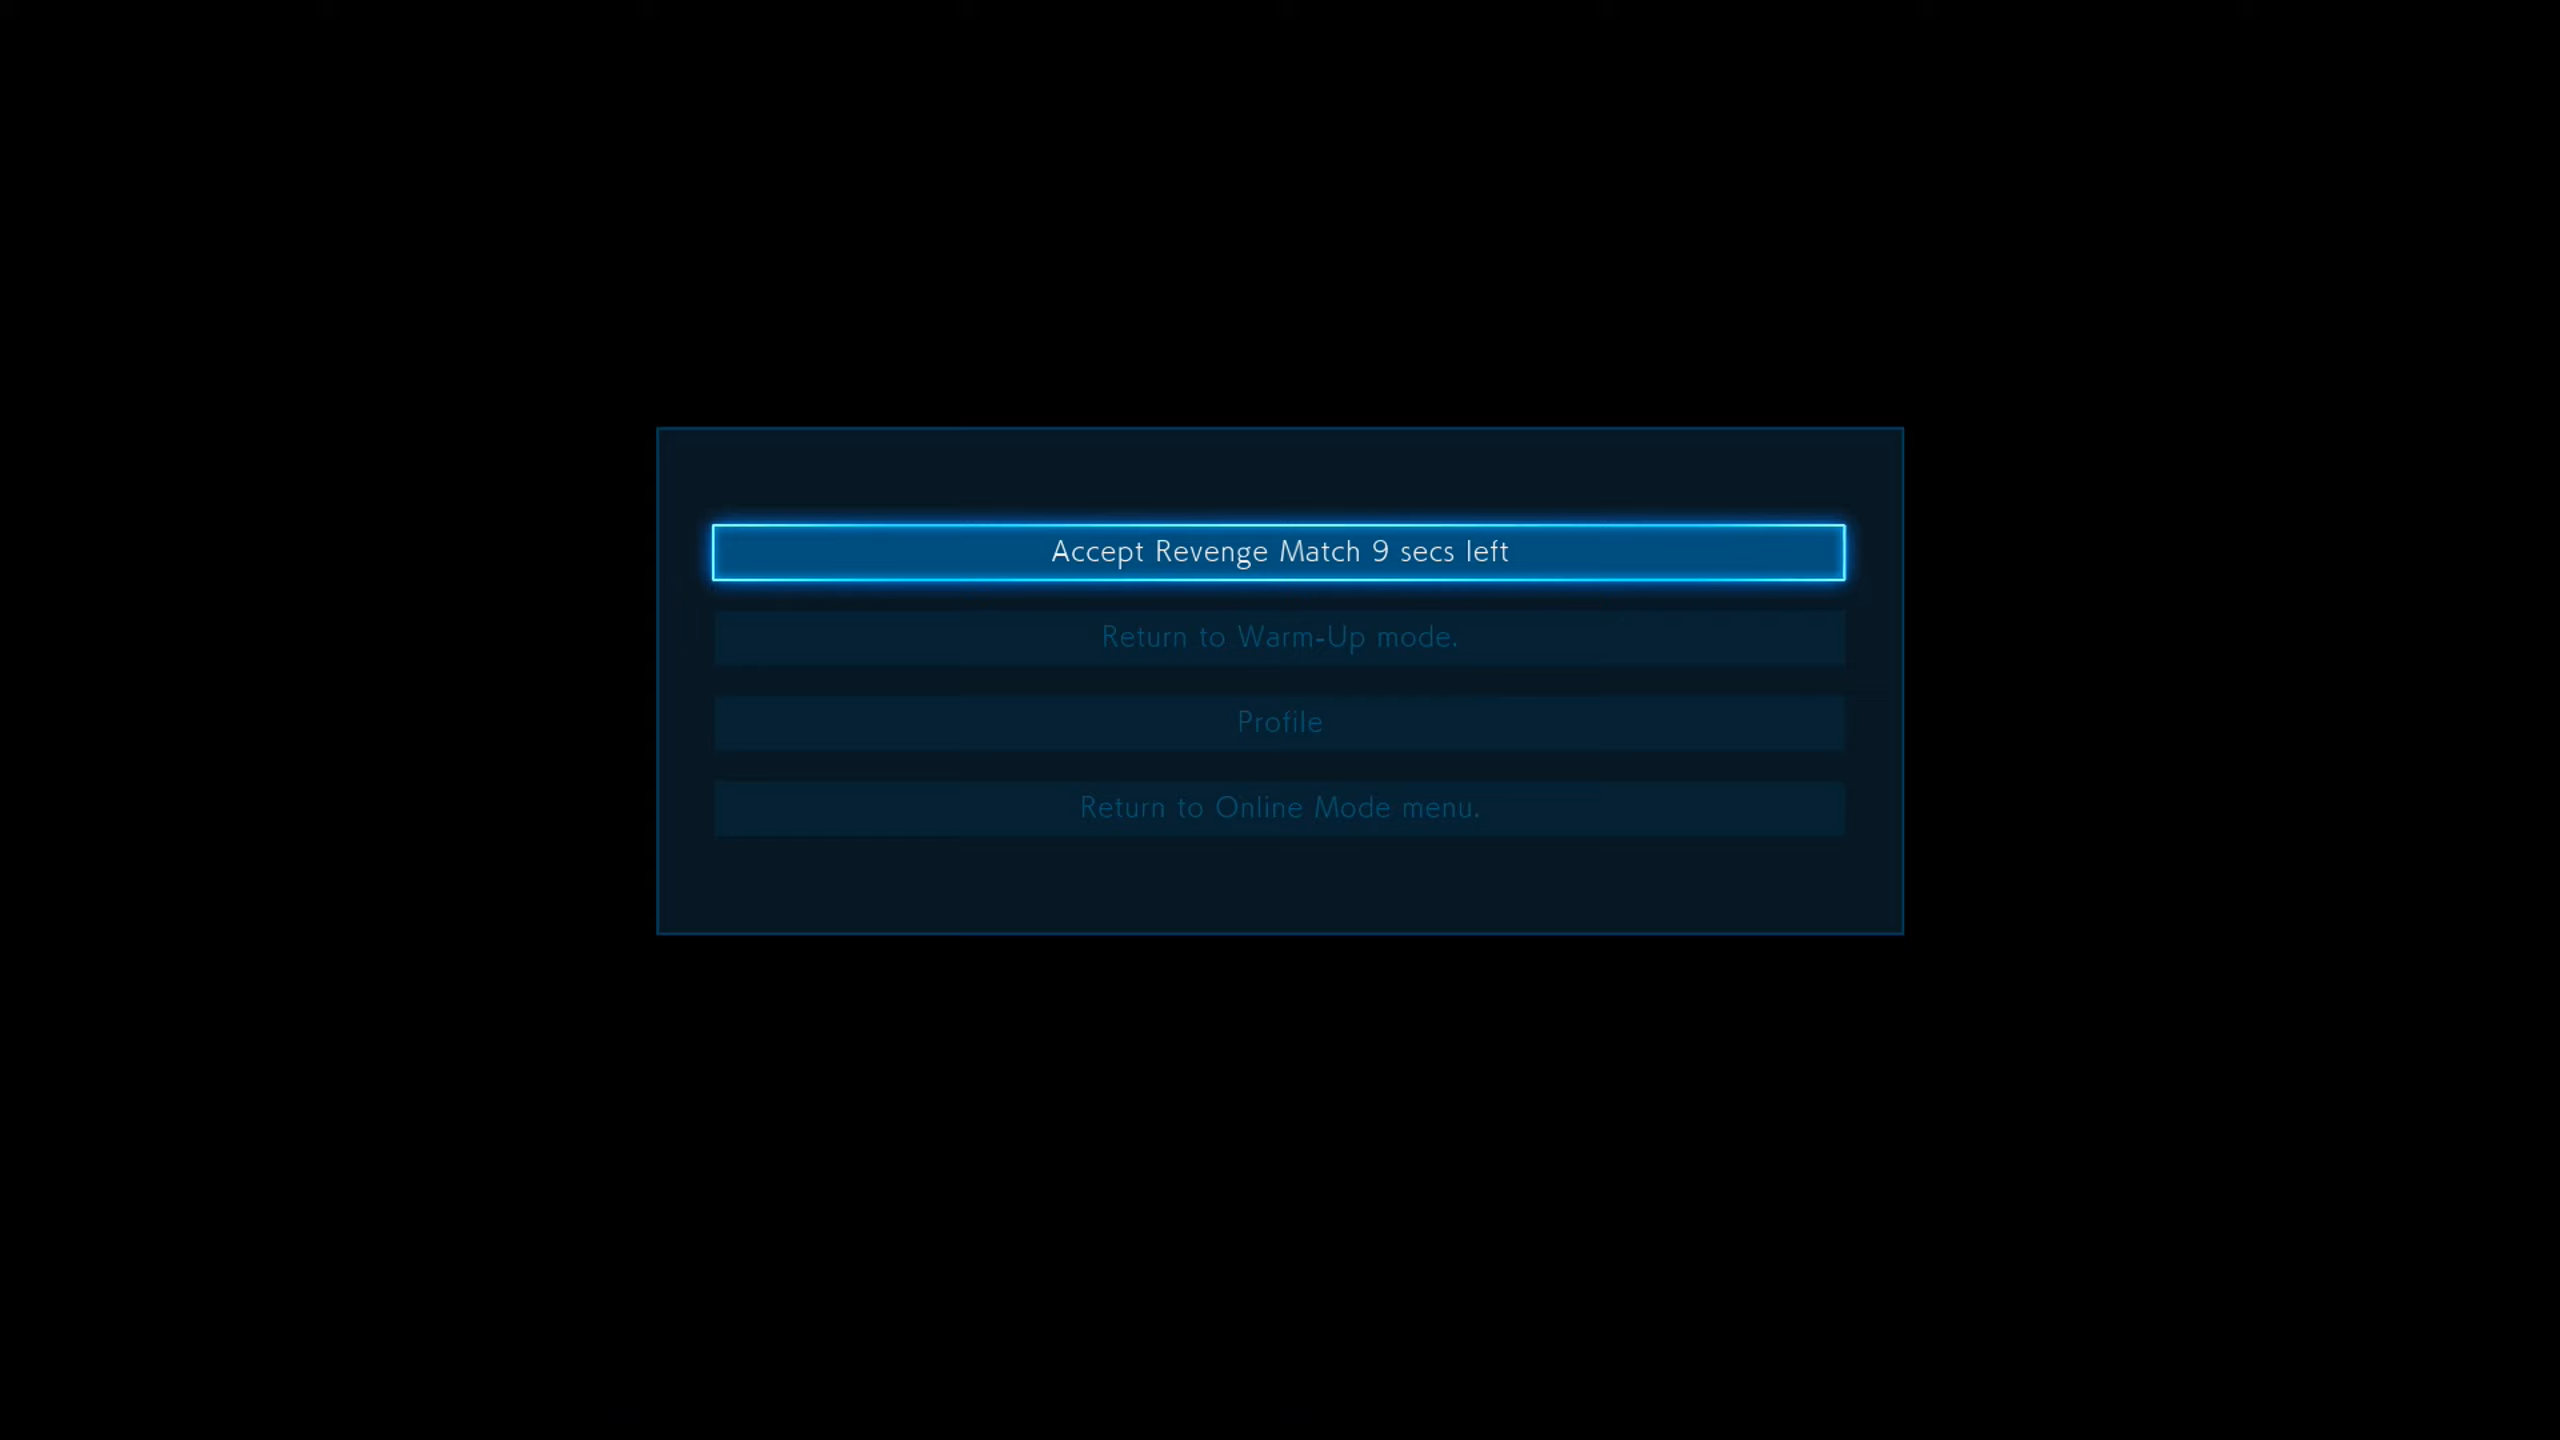 Accept Revenge Match 9 secs left
Return to Warm-Up mode.
Profile
Return to Online Mode menu.